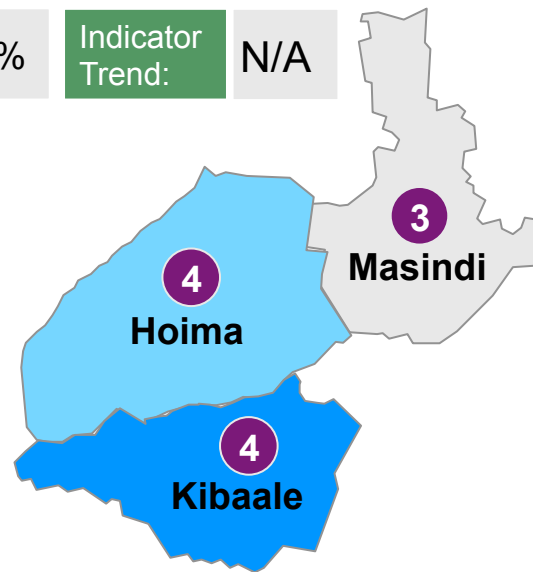 %
Indicator
Trend:
N/A
3
Masindi
4
Hoima
4
Kibaale